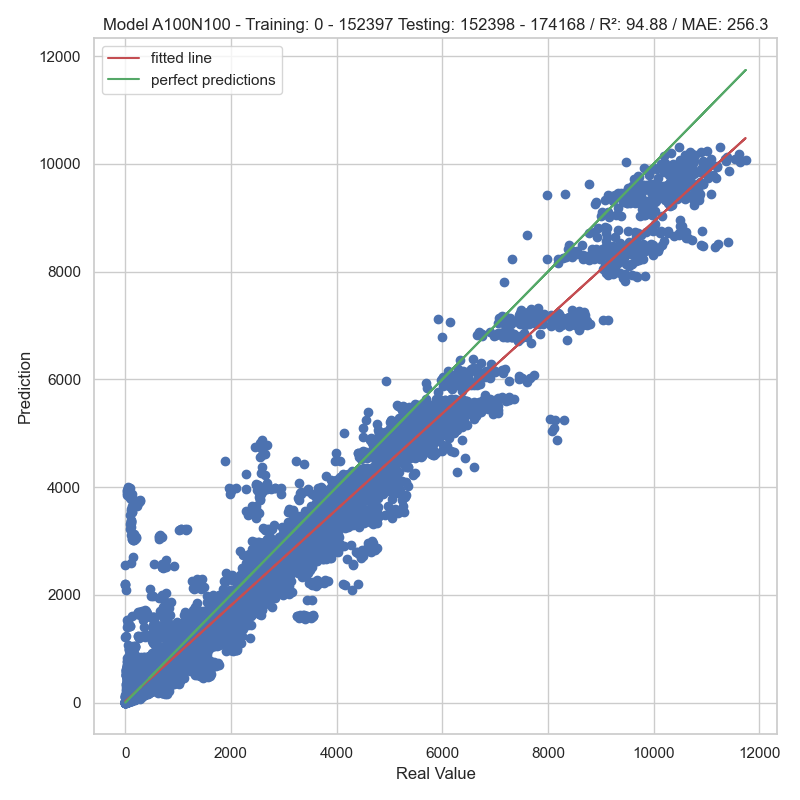 Model A100N100 - Training: 0 - 152397 Testing: 152398 - 174168 / R²: 94.88 / MAE: 256.3
fitted line
perfect predictions
12000
10000
8000
6000
4000
2000
0
Prediction
0 2000 4000 6000 8000 10000 12000
Real Value